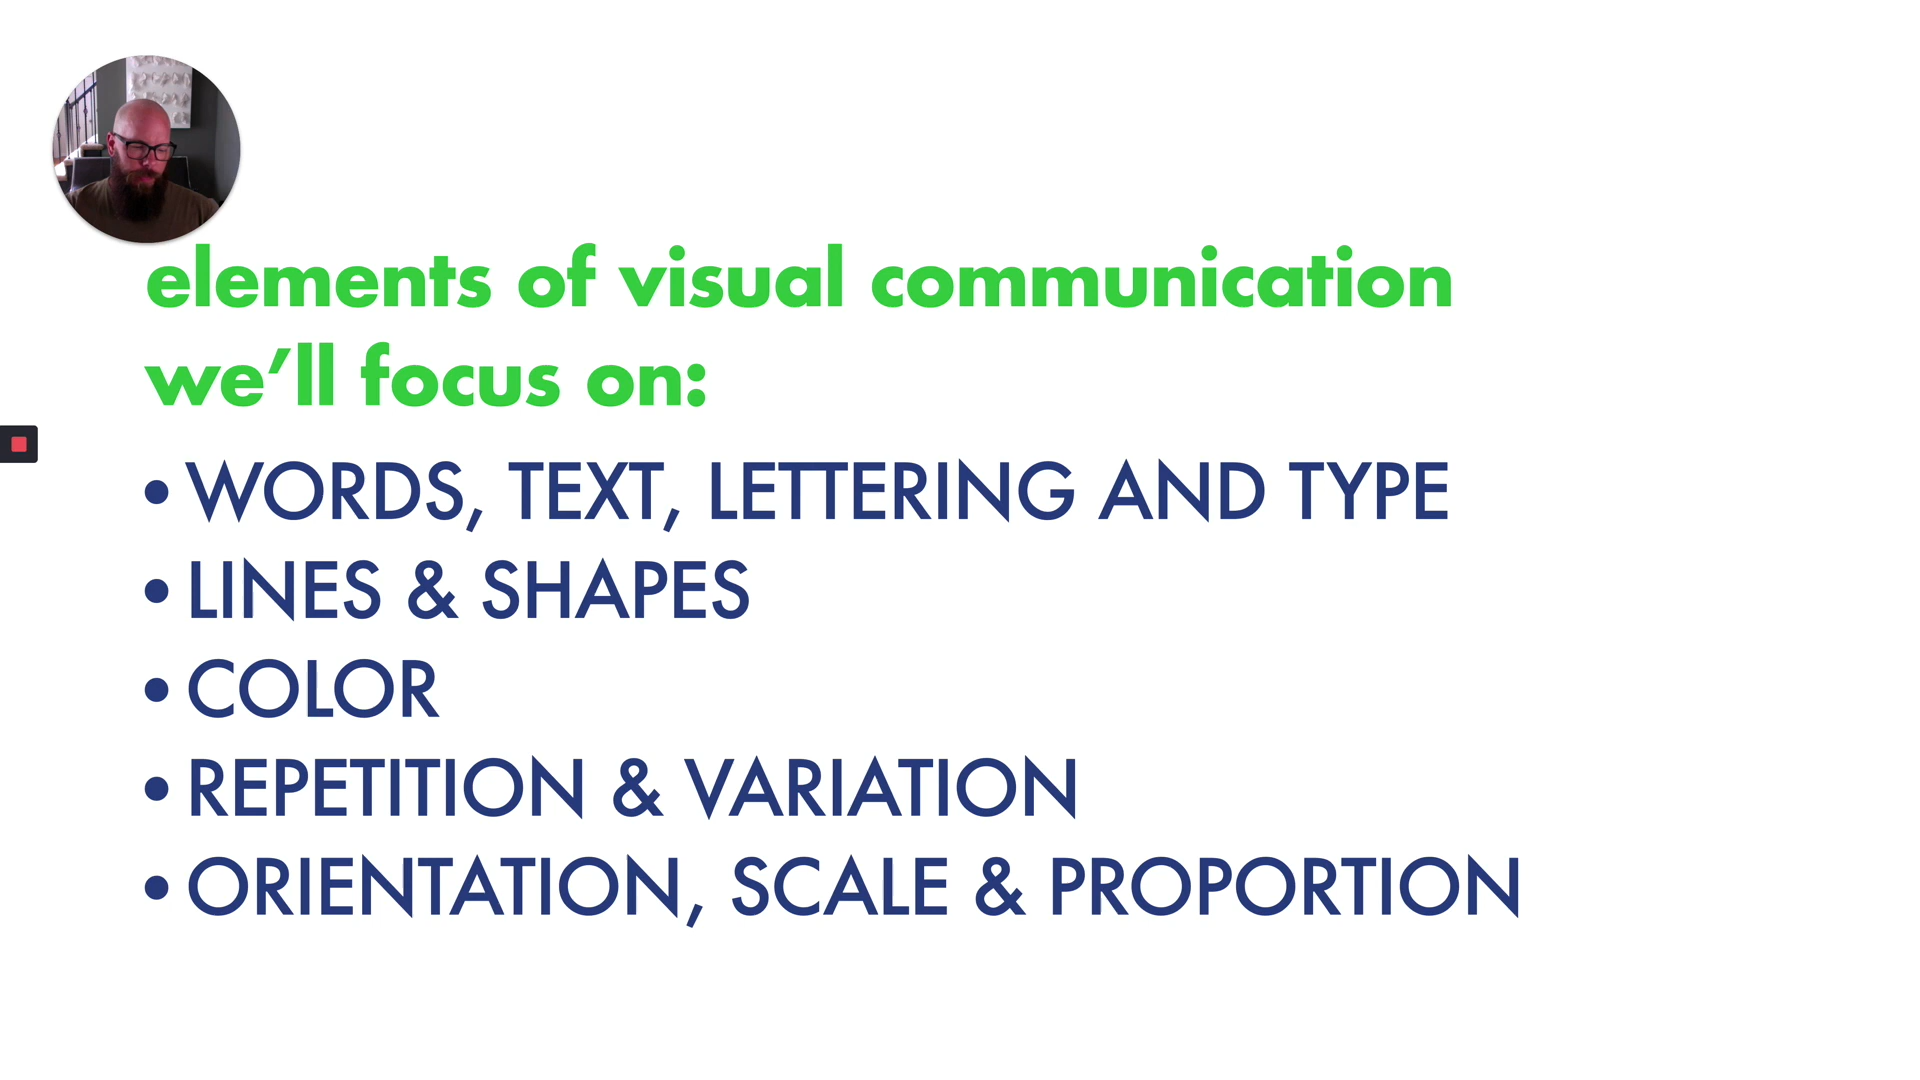 elements of visual communication
we’ll focus on:
• WORDS, TEXT, LETTERING AND TYPE
• LINES & SHAPES
• COLOR
• REPETITION & VARIATION
• ORIENTATION, SCALE & PROPORTION